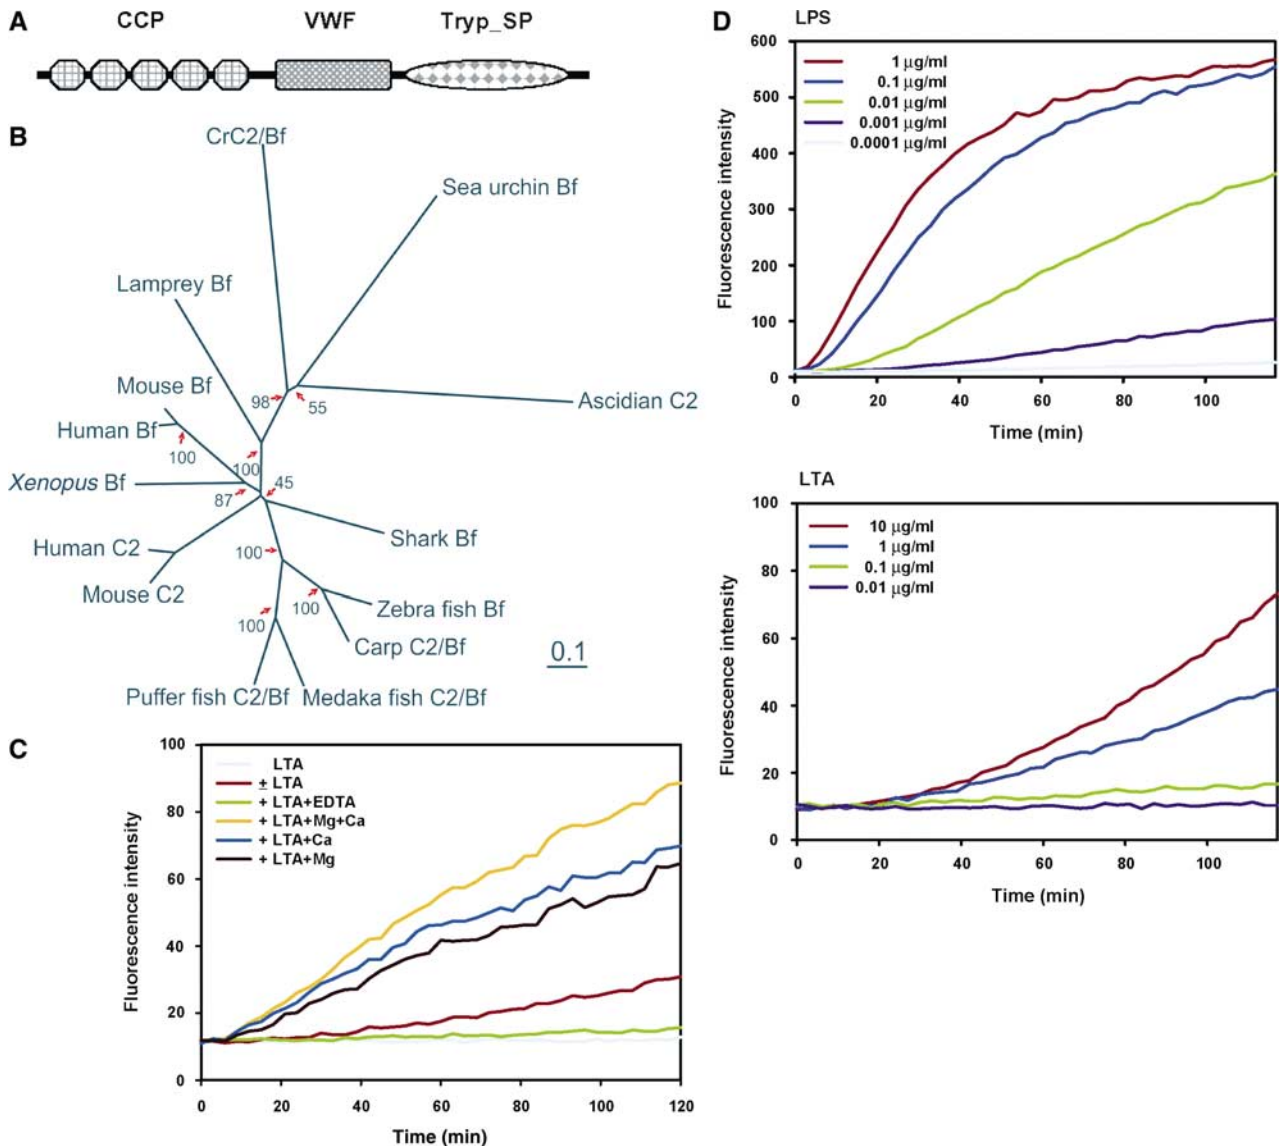 A
CCP VWF Tryp_SP
B
CrC2/Bf
Sea urchin Bf
Lamprey Bf
Mouse Bf
98
55
Ascidian C2
Human Bf
100
100
Xenopus Bf
87
45
Shark Bf
Human C2
100
Mouse C2
100
Zebra fish Bf
100
Carp C2/Bf
0.1
Puffer fish C2/Bf Medaka fish C2/Bf
C
Fluorescence intensity
100
80
60
40
20
0
LTA
+ LTA
+ LTA+EDTA
+ LTA+Mg+Ca
+ LTA+Ca
+ LTA+Mg
0 20 40 60 80 100 120
Time (min)
D
LPS
Fluorescence intensity
600
500
400
300
200
100
0
1 µg/ml
0.1 µg/ml
0.01 µg/ml
0.001 µg/ml
0.0001 µg/ml
0 20 40 60 80 100
Time (min)
LTA
Fluorescence intensity
100
80
60
40
20
0
10 µg/ml
1 µg/ml
0.1 µg/ml
0.01 µg/ml
0 20 40 60 80 100
Time (min)